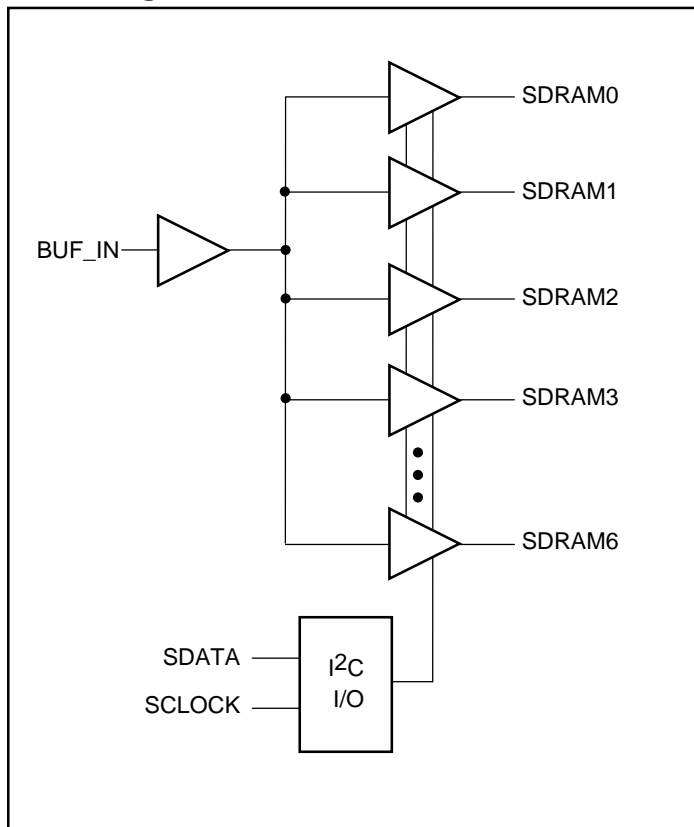 SDRAM0
SDRAM1
BUF_IN
SDRAM2
SDRAM3
SDRAM6
SDATA
SCLOCK
I2C
I/O